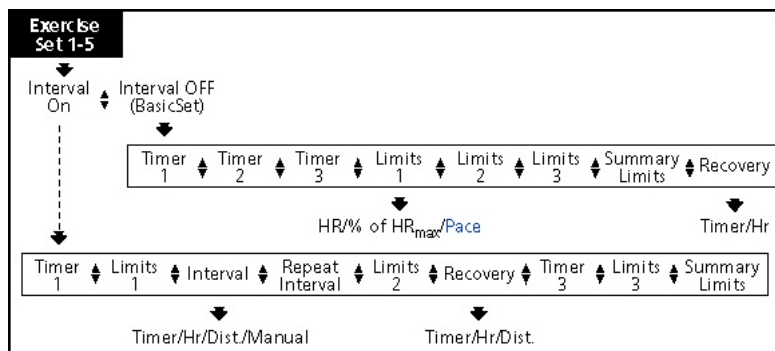 Exercise
Set 1-5
Interval On
Interval OFF
(BasicSet)
Timer 1 Timer 2 Timer 3 Limits 1 Limits 2 Limits 3 Summary Limits Recovery
HR/% of HRmax/Pace Timer/Hr
Timer 1 Limits 1 Interval Repeat Interval Limits 2 Recovery Timer 3 Limits 3 Summary Limits
Timer/Hr/Dist./Manual Timer/Hr/Dist.